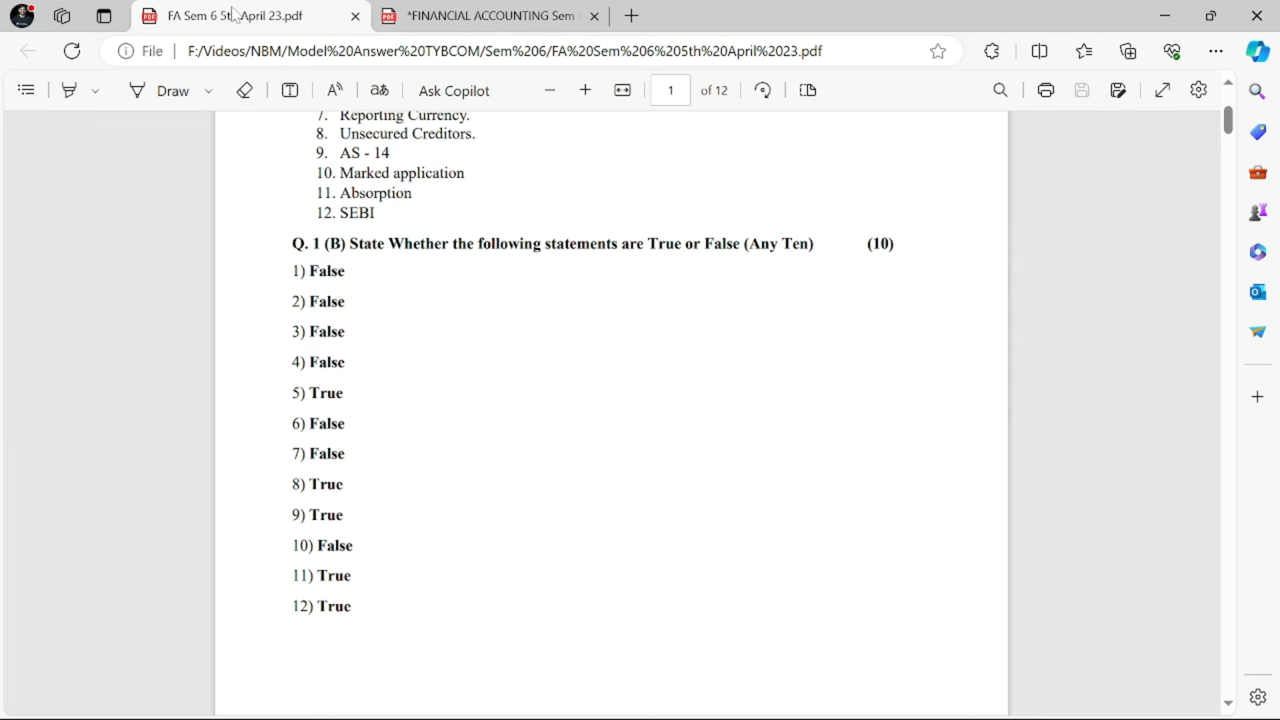 FA Sem 6 5th April 23.pdf
*FINANCIAL ACCOUNTING Sem
File
F:/Videos/NBM/Model%20Answer%20TYBCOM/Sem%206/FA%20Sem%206%205th%20April%2023.pdf
Draw
Ask Copilot
1 of 12
7. Reporting Currency.
8. Unsecured Creditors.
9. AS - 14
10. Marked application
11. Absorption
12. SEBI
Q. 1 (B) State Whether the following statements are True or False (Any Ten) (10)
1) False
2) False
3) False
4) False
5) True
6) False
7) False
8) True
9) True
10) False
11) True
12) True